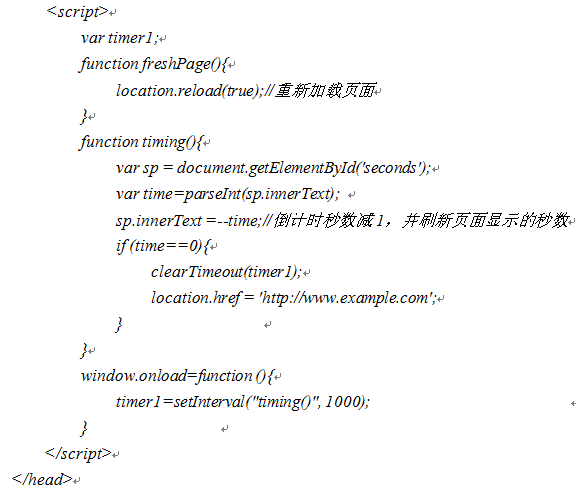 <script>↵
var timer1;↵
function freshPage(){↵
location.reload(true);//重新加载页面↵
}↵
function timing(){↵
var sp = document.getElementById('seconds');↵
var time=parseInt(sp.innerText);↵
sp.innerText =--time;//倒计时秒数减 1，并刷新页面显示的秒数
if (time==0){↵
clearTimeout(timer1);↵
location.href = 'http://www.example.com';↵
}↵
}↵
window.onload=function (){↵
timer1=setInterval("timing()", 1000);↵
}↵
</script>↵
</head>↵